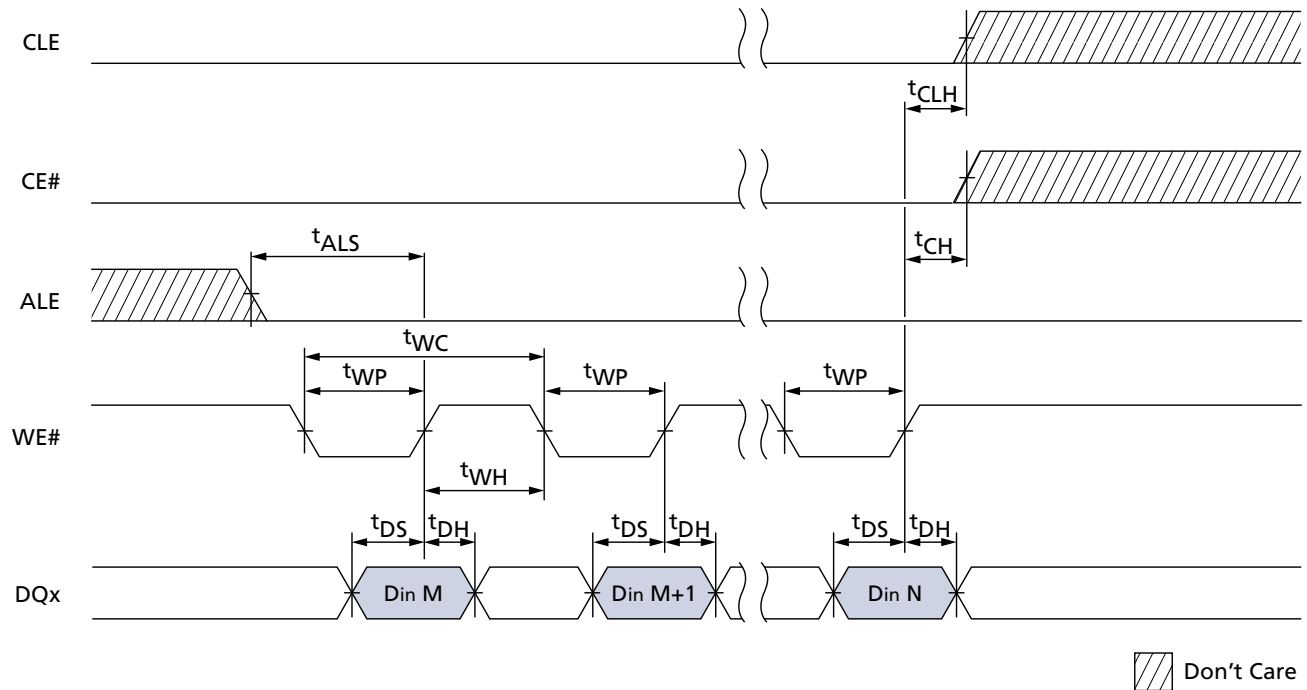 CLE
tCLH
CE#
tALS
tCH
ALE
tWC
tWP
tWP
tWP
WE#
tWH
tDS
tDH
tDS
tDH
tDS
tDH
DQx
Din M
Din M+1
Din N
Don't Care